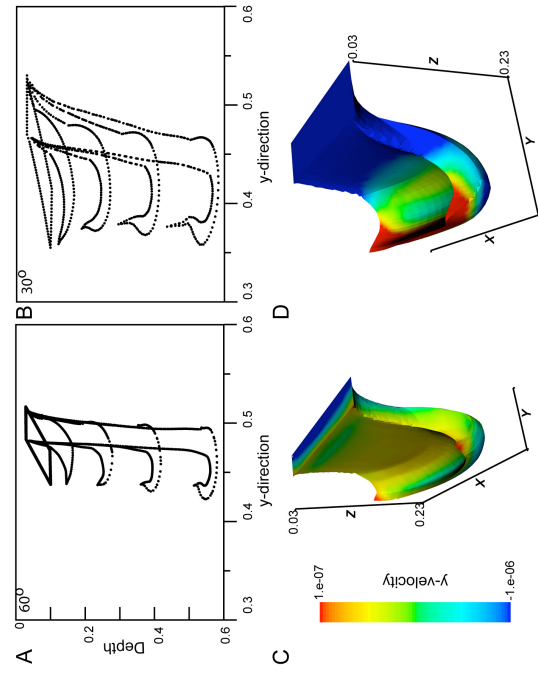 A
60°
0
0.2
0.4
0.6
Depth
0.3
0.4
0.5
0.6
y-direction
B
30°
0.3
0.4
0.5
0.6
y-direction
C
1.e-07
-1.e-06
y-velocity
0.03
z
0.23
x
Y
D
0.03
z
0.23
x
Y